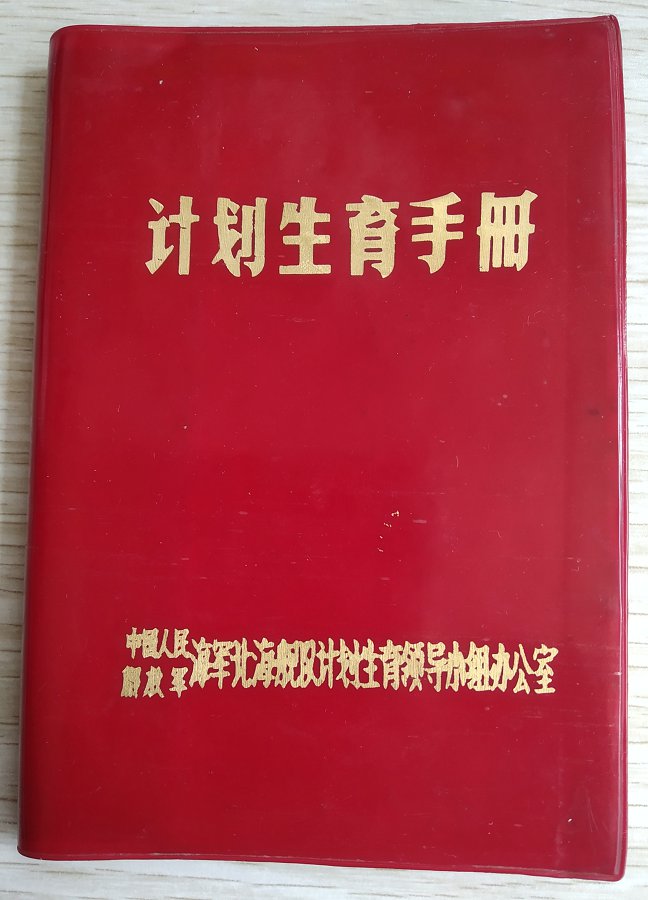 计划生育手册
中国人民
解放军
海军北海舰队计划生育领导小组办公室